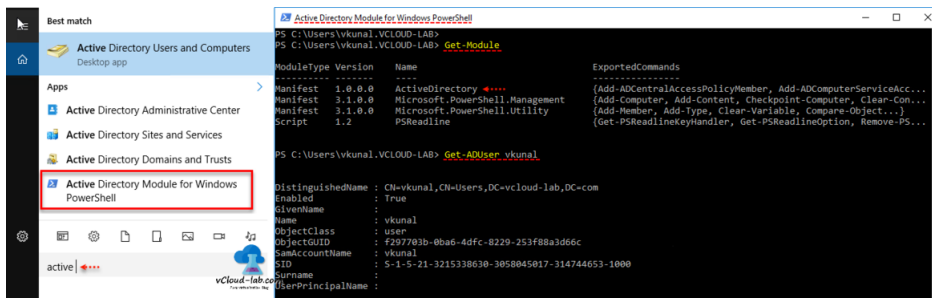 Best match
Active Directory Users and Computers
Desktop app
Apps
Active Directory Administrative Center
Active Directory Sites and Services
Active Directory Domains and Trusts
Active Directory Module for Windows
PowerShell
active
vCloud-lab.co
Active Directory Module for Windows PowerShell
PS C:\Users\vkunal.VCLOUD-LAB>
PS C:\Users\vkunal.VCLOUD-LAB> Get-Module
ModuleType Version Name ExportedCommands
---------- ------- ---- ----------------
Manifest 1.0.0.0 ActiveDirectory {Add-ADCentralAccessPolicyMember, Add-ADComputerServiceAcc...
Manifest 3.1.0.0 Microsoft.PowerShell.Management {Add-Computer, Add-Content, Checkpoint-Computer, Clear-Con...
Manifest 3.1.0.0 Microsoft.PowerShell.Utility {Add-Member, Add-Type, Clear-Variable, Compare-Object...}
Script 1.2 PSReadline {Get-PSReadlineKeyHandler, Get-PSReadlineOption, Remove-PS...
PS C:\Users\vkunal.VCLOUD-LAB> Get-ADUser vkunal
DistinguishedName : CN=vkunal,CN=Users,DC=vcloud-lab,DC=com
Enabled : True
GivenName :
Name : vkunal
ObjectClass : user
ObjectGUID : f297703b-0ba6-4dfc-8229-253f88a3d66c
SamAccountName : vkunal
SID : S-1-5-21-3215338630-3058045017-314744653-1000
Surname :
UserPrincipalName :